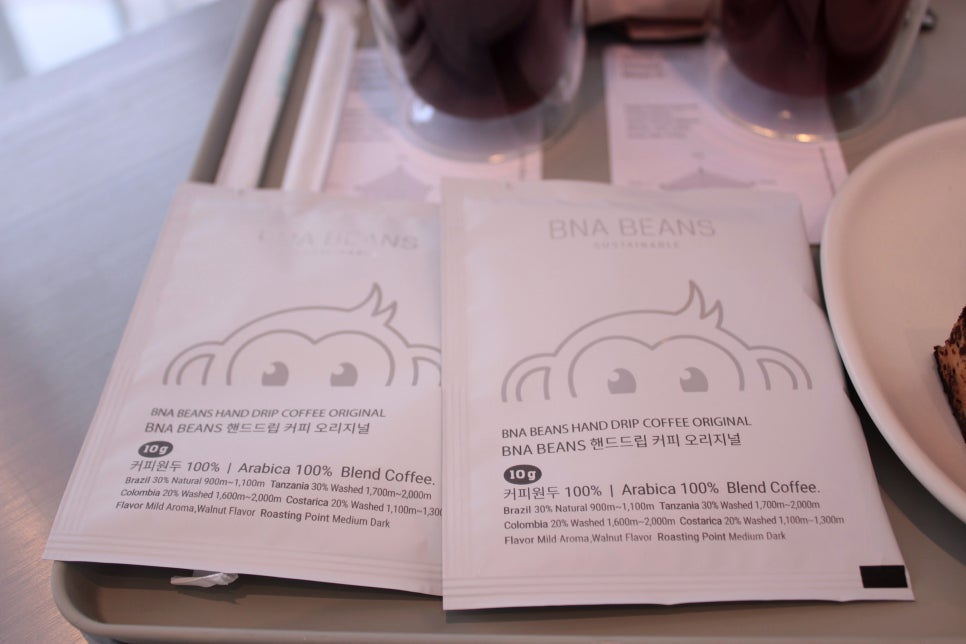 BNA BEANS
BNA BEANS HAND DRIP COFFEE ORIGINAL
BNA BEANS 핸드드립 커피 오리지널
10g
커피원두 100% | Arabica 100% Blend Coffee.
Brazil 30% Natural 900m~1,100m Tanzania 30% Washed 1,700m~2,000m
Colombia 20% Washed 1,600m~2,000m Costarica 20% Washed 1,100m~1,300
Flavor Mild Aroma,Walnut Flavor Roasting Point Medium Dark
BNA BEANS
SUSTAINABLE
BNA BEANS HAND DRIP COFFEE ORIGINAL
BNA BEANS 핸드드립 커피 오리지널
10g
커피원두 100% | Arabica 100% Blend Coffee.
Brazil 30% Natural 900m~1,100m Tanzania 30% Washed 1,700m~2,000m
Colombia 20% Washed 1,600m~2,000m Costarica 20% Washed 1,100m~1,300m
Flavor Mild Aroma,Walnut Flavor Roasting Point Medium Dark